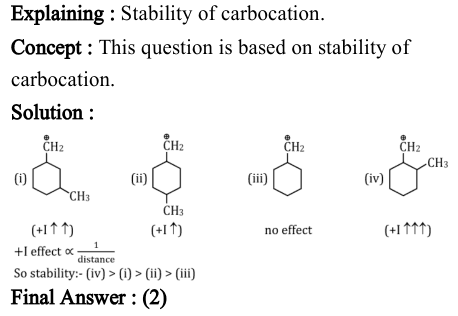 Explaining : Stability of carbocation.
Concept : This question is based on stability of
carbocation.
Solution :
⊕ ⊕ ⊕ ⊕
CH₂ CH₂ CH₂ CH₂
CH₃
(i) (ii) (iii) (iv)
CH₃
CH₃
(+I↑↑) (+I↑) no effect (+I↑↑↑)
+I effect ∝ 1/distance
So stability:- (iv) > (i) > (ii) > (iii)
Final Answer : (2)